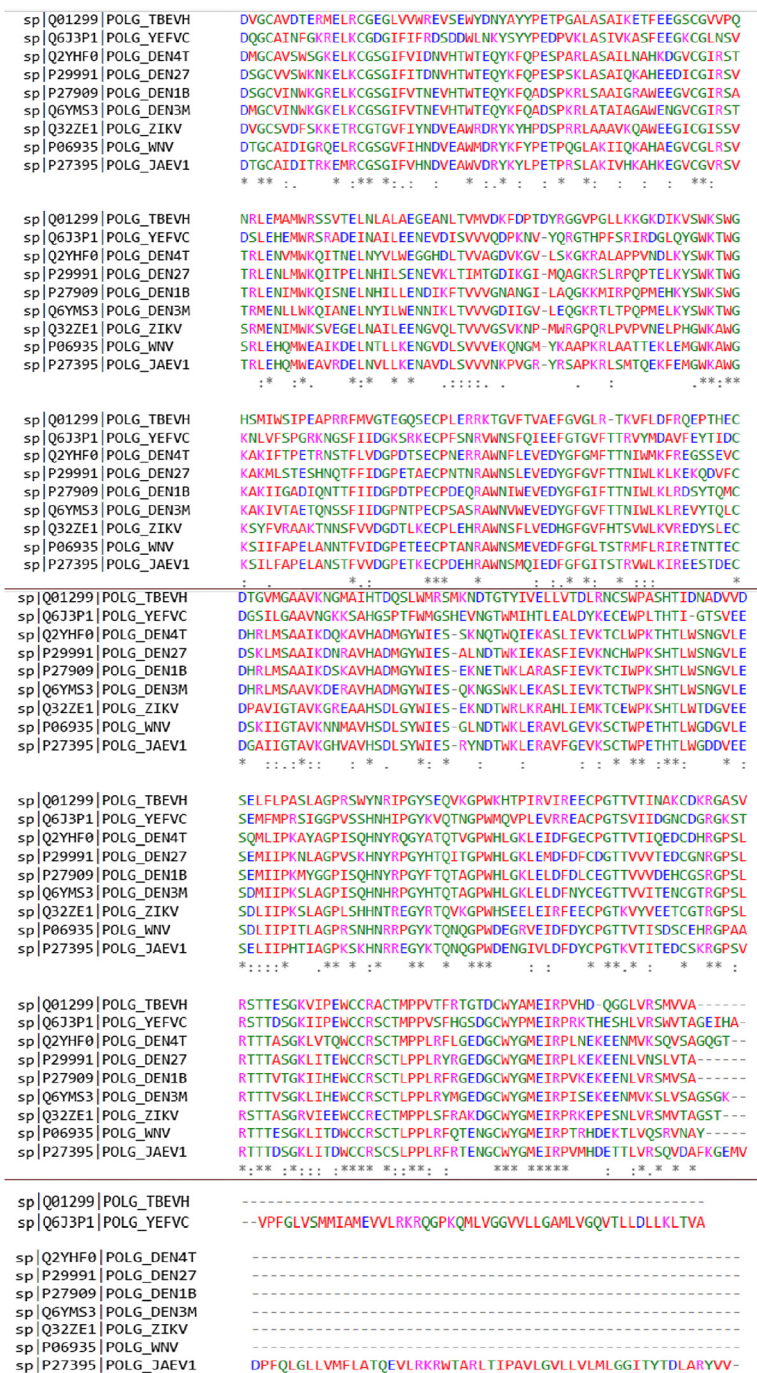 sp|Q01299|POLG_TBEVH DVGCAVDTERMELRCGEGLVVWREVSEWYDNYAYYPETPGALASAIKETFEEGSCGVVPQ
sp|Q6J3P1|POLG_YEFVC DQGCAINFGKRELKCGDGIFIFRDSDDWLNKYSYYPEDPVKLASIVKASFEEGKCGLNSV
sp|Q2YHF0|POLG_DEN4T DMGCAVSWSGKELKCGSGIFVIDNVHTWTEQYKFQPESPARLASAILNAHKDGVCGIRST
sp|P29991|POLG_DEN27 DSGCVVSWKNKELKCGSGIFITDNVHTWTEQYKFQPESPSKLASAIQKAHEEDICGIRSV
sp|P27909|POLG_DEN1B DSGCVINWKGRELKCGSGIFVTNEVHTWTEQYKFQADSPKRLSAAIGKAWEEGVCGIRSA
sp|Q6YMS3|POLG_DEN3M DMGCVINWKGKELKCGSGIFVTNEVHTWTEQYKFQADSPKRLATAIAGAWENGVCGIRST
sp|Q32ZE1|POLG_ZIKV DVGCSVDFSKKETRCGTGVFIYNDVEAWRDRYKYHPDSPRRLAAAVKQAWEEGICGISSV
sp|P06935|POLG_WNV DTGCAIDIGRQELRCGSGVFIHNDVEAWMDRYKFYPETPQGLAKIIQKAHAEGVCGLRSV
sp|P27395|POLG_JAEV1 DTGCAIDITRKEMRCGSGIFVHNDVEAWVDRYKYLPETPRSLAKIVHKAHKEGVCGVRSV
* ** :. * :** *:.: : * :.* : * *: : : : **:
sp|Q01299|POLG_TBEVH NRLEMAMWRSSVTELNLALAEGEANLTVMVDKFDPTDYRGGVPGLLKKGKDIKVSWKSWG
sp|Q6J3P1|POLG_YEFVC DSLEHEMWRSRADEINAILEENEVDISVVVQDPKNV-YQRGTHPFSRIRDGLQYGWKTWG
sp|Q2YHF0|POLG_DEN4T TRLENVMWKQITNELNYVLWEGGHDLTVVAGDVKGV-LSKGKRALAPPVNDLKYSWKTWG
sp|P29991|POLG_DEN27 TRLENLMWKQITPELNHILSENEVKLTIMTGDIKGI-MQAGKRSLRPQPTELKYSWKTWG
sp|P27909|POLG_DEN1B TRLENIMWKQISNELNHILLENDIKFTVVVGNANGI-LAQGKKMIRPQPMEHKYSWKSWG
sp|Q6YMS3|POLG_DEN3M TRMENLLWKQIANELNYILWENNIKLTVVVGDIIGV-LEQGKRTLTPQPMELKYSWKTWG
sp|Q32ZE1|POLG_ZIKV SRMENIMWKSVEGELNAILEENGVQLTVVVGSVKNP-MWRGPQRLPVPVNELPHGWKAWG
sp|P06935|POLG_WNV SRLEHQMWEAIKDELNTLLKENGVDLSVVVEKQNGM-YKAAPKRLAATTEKLEMGWKAWG
sp|P27395|POLG_JAEV1 TRLEHQMWEAVRDELNVLLKENAVDLSVVVNKPVGR-YRSAPKRLSMTQEKFEMGWKAWG
:* :*. *:* * * .::::. . . : .**:**
sp|Q01299|POLG_TBEVH HSMIWSIPEAPRRFMVGTEGQSECPLERRKTGVFTVAEFGVGLR-TKVFLDFRQEPTHEC
sp|Q6J3P1|POLG_YEFVC KNLVFSPGRKNGSFIIDGKSRKECPFSNRVWNSFQIEEFGTGVFTTRVYMDAVFEYTIDC
sp|Q2YHF0|POLG_DEN4T KAKIFTPETRNSTFLVDGPDTSECPNERRAWNFLEVEDYGFGMFTTNIWMKFREGSSEVC
sp|P29991|POLG_DEN27 KAKMLSTESHNQTFFIDGPETAECPNTNRAWNSLEVEDYGFGVFTTNIWLKLKEKQDVFC
sp|P27909|POLG_DEN1B KAKIIGADIQNTTFIIDGPDTPECPDEQRAWNIWEVEDYGFGIFTTNIWLKLRDSYTQMC
sp|Q6YMS3|POLG_DEN3M KAKIVTAETQNSSFIIDGPNTPECPSASRAWNVWEVEDYGFGVFTTNIWLKLREVYTQLC
sp|Q32ZE1|POLG_ZIKV KSYFVRAAKTNNSFVVDGDTLKECPLEHRAWNSFLVEDHGFGVFHTSVWLKVREDYSLEC
sp|P06935|POLG_WNV KSIIFAPELANNTFVIDGPETEECPTANRAWNSMEVEDFGFGLTSTRMFLRIRETNTTEC
sp|P27395|POLG_JAEV1 KSILFAPELANSTFVVDGPETKECPDERRAWNSMQIEDFGFGITSTRVWLKIREESTDEC
: . *.:. *** * : :.* *: * ::: *
sp|Q01299|POLG_TBEVH DTGVMGAAVKNGMAIHTDQSLWMRSMKNDTGTYIVELLVTDLRNCSWPASHTIDNADVVD
sp|Q6J3P1|POLG_YEFVC DGSILGAAVNGKKSAHGSPTFWMGSHEVNGTWMIHTLEALDYKECEWPLTHTI-GTSVEE
sp|Q2YHF0|POLG_DEN4T DHRLMSAAIKDQKAVHADMGYWIES-SKNQTWQIEKASLIEVKTCLWPKTHTLWSNGVLE
sp|P29991|POLG_DEN27 DSKLMSAAIKDNRAVHADMGYWIES-ALNDTWKIEKASFIEVKNCHWPKSHTLWSNGVLE
sp|P27909|POLG_DEN1B DHRLMSAAIKDSKAVHADMGYWIES-EKNETWKLARASFIEVKTCIWPKSHTLWSNGVLE
sp|Q6YMS3|POLG_DEN3M DHRLMSAAVKDERAVHADMGYWIES-QKNGSWKLEKASLIEVKTCTWPKSHTLWSNGVLE
sp|Q32ZE1|POLG_ZIKV DPAVIGTAVKGREAAHSDLGYWIES-EKNDTWRLKRAHLIEMKTCEWPKSHTLWTDGVEE
sp|P06935|POLG_WNV DSKIIGTAVKNNMAVHSDLSYWIES-GLNDTWKLERAVLGEVKSCTWPETHTLWGDGVLE
sp|P27395|POLG_JAEV1 DGAIIGTAVKGHVAVHSDLSYWIES-RYNDTWKLERAVFGEVKSCTWPETHTLWGDDVEE
* ::.:*:: : * . *: * : : : : * ** :**: * :
sp|Q01299|POLG_TBEVH SELFLPASLAGPRSWYNRIPGYSEQVKGPWKHTPIRVIREECPGTTVTINAKCDKRGASV
sp|Q6J3P1|POLG_YEFVC SEMFMPRSIGGPVSSHNHIPGYKVQTNGPWMQVPLEVRREACPGTSVIIDGNCDGRGKST
sp|Q2YHF0|POLG_DEN4T SQMLIPKAYAGPISQHNYRQGYATQTVGPWHLGKLEIDFGECPGTTVTIQEDCDHRGPSL
sp|P29991|POLG_DEN27 SEMIIPKNLAGPVSKHNYRPGYHTQITGPWHLGKLEMDFDFCDGTTVVVTEDCGNRGPSL
sp|P27909|POLG_DEN1B SEMIIPKMYGGPISQHNYRPGYFTQTAGPWHLGKLELDFDLCEGTTVVVDEHCGSRGPSL
sp|Q6YMS3|POLG_DEN3M SDMIIPKSLAGPISQHNHRPGYHTQTAGPWHLGKLELDFNYCEGTTVVITENCGTRGPSL
sp|Q32ZE1|POLG_ZIKV SDLIIPKSLAGPLSHHNTREGYRTQVKGPWHSEELEIRFEECPGTKVYVEETCGTRGPSL
sp|P06935|POLG_WNV SDLIIPITLAGPRSNHNRRPGYKTQNQGPWDEGRVEIDFDYCPGTTVTISDSCEHRGPAA
sp|P27395|POLG_JAEV1 SELIIPHTIAGPKSKHNRREGYKTQNQGPWDENGIVLDFDYCPGTKVTITEDCSKRGPSV
*::::* .** * :* ** * *** : : * **.* : * ** :
sp|Q01299|POLG_TBEVH RSTTESGKVIPEWCCRACTMPPVTFRTGTDCWYAMEIRPVHD-QGGLVRSMVVA------
sp|Q6J3P1|POLG_YEFVC RSTTDSGKIIPEWCCRSCTMPPVSFHGSDGCWYPMEIRPRKTHESHLVRSWVTAGEIHA-
sp|Q2YHF0|POLG_DEN4T RTTTASGKLVTQWCCRSCTMPPLRFLGEDGCWYGMEIRPLNEKEENMVKSQVSAGQGT--
sp|P29991|POLG_DEN27 RTTTASGKLITEWCCRSCTLPPLRYRGEDGCWYGMEIRPLKEKEENLVNSLVTA------
sp|P27909|POLG_DEN1B RTTTVTGKIIHEWCCRSCTLPPLRFRGEDGCWYGMEIRPVKEKEENLVRSMVSA------
sp|Q6YMS3|POLG_DEN3M RTTTVSGKLIHEWCCRSCTLPPLRYMGEDGCWYGMEIRPISEKEENMVKSLVSAGSGK--
sp|Q32ZE1|POLG_ZIKV RSTTASGRVIEEWCCRECTMPPLSFRAKDGCWYGMEIRPRKEPESNLVRSMVTAGST---
sp|P06935|POLG_WNV RTTTESGKLITDWCCRSCTLPPLRFQTENGCWYGMEIRPTRHDEKTLVQSRVNAY-----
sp|P27395|POLG_JAEV1 RTTTDSGKLITDWCCRSCSLPPLRFRTENGCWYGMEIRPVMHDETTLVRSQVDAFKGEMV
*:** :*::: :**** *::**: : *** ***** : :*.* * *
sp|Q01299|POLG_TBEVH ------------------------------------------------------------
sp|Q6J3P1|POLG_YEFVC --VPFGLVSMMIAMEVVLRKRQGPKQMLVGGVVLLGAMLVGQVTLLDLLKLTVA
sp|Q2YHF0|POLG_DEN4T ------------------------------------------------------------
sp|P29991|POLG_DEN27 ------------------------------------------------------------
sp|P27909|POLG_DEN1B ------------------------------------------------------------
sp|Q6YMS3|POLG_DEN3M ------------------------------------------------------------
sp|Q32ZE1|POLG_ZIKV ------------------------------------------------------------
sp|P06935|POLG_WNV ------------------------------------------------------------
sp|P27395|POLG_JAEV1 DPFQLGLLVMFLATQEVLRKRWTARLTIPAVLGVLLVLMLGGITYTDLARYVV-